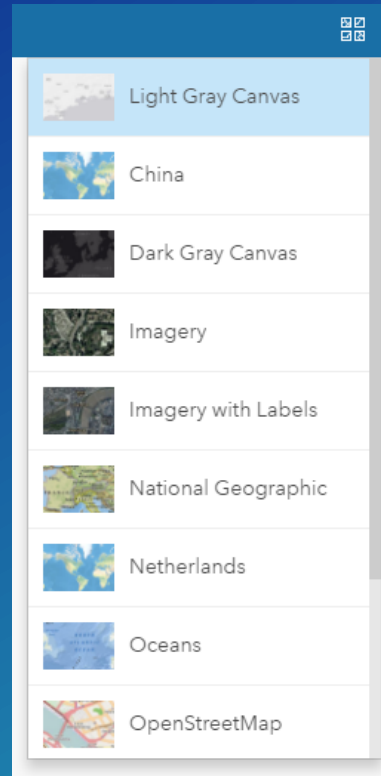 Light Gray Canvas
China
Dark Gray Canvas
Imagery
Imagery with Labels
National Geographic
Netherlands
Oceans
OpenStreetMap